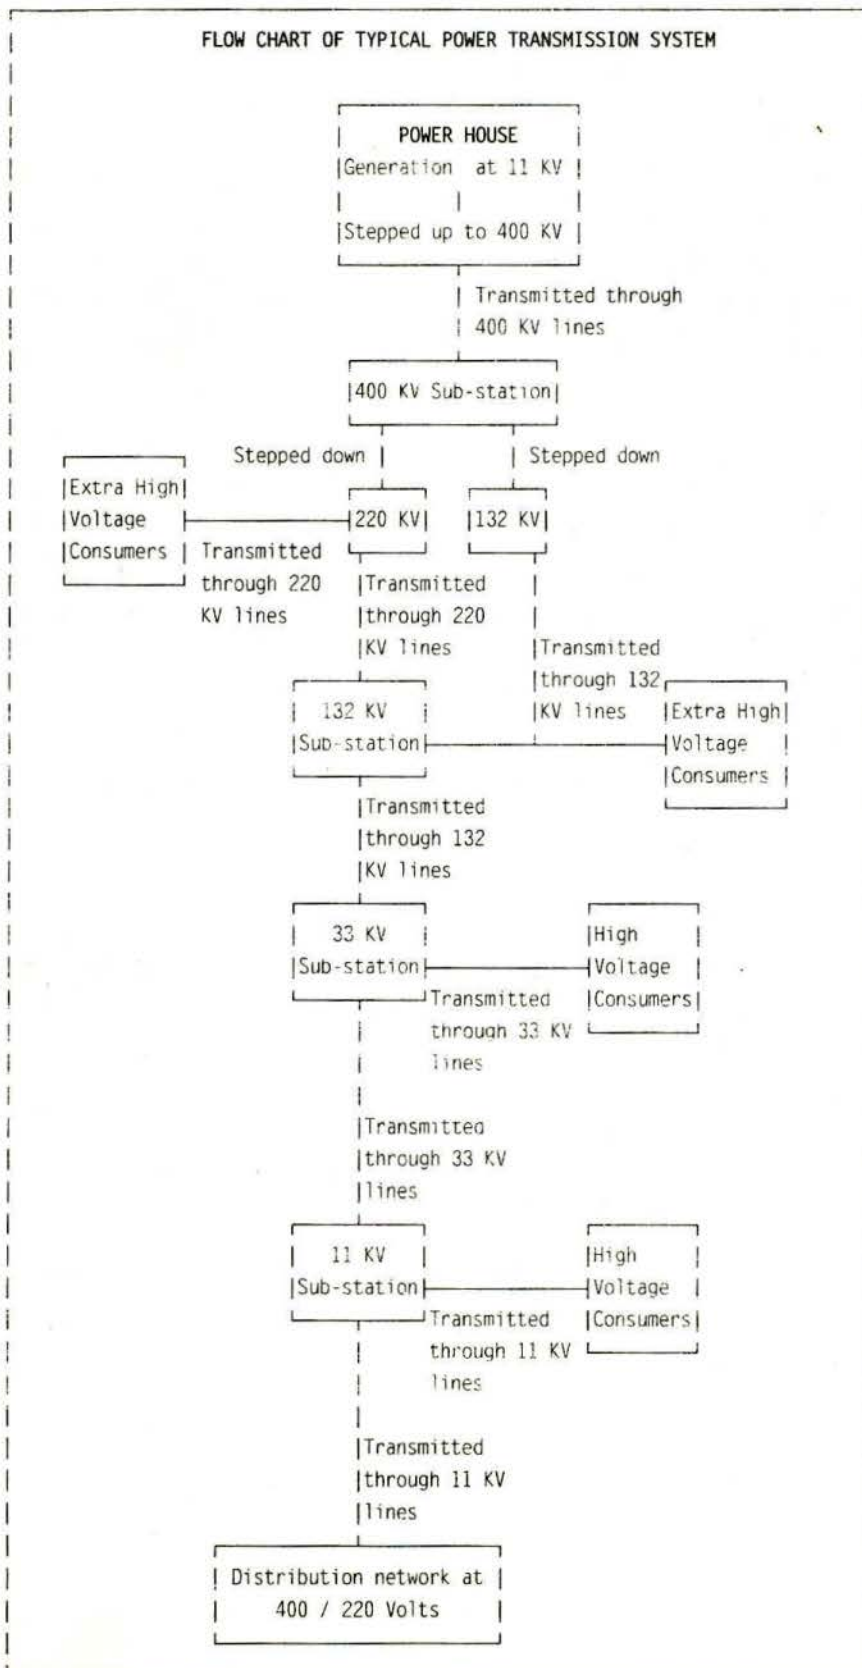 FLOW CHART OF TYPICAL POWER TRANSMISSION SYSTEM
POWER HOUSE
Generation at 11 KV
Stepped up to 400 KV
Transmitted through
400 KV lines
400 KV Sub-station
Stepped down
Stepped down
Extra High
Voltage
Consumers
220 KV
132 KV
Transmitted
through 220
KV lines
Transmitted
through 220
KV lines
Transmitted
through 132
KV lines
132 KV
Sub-station
Extra High
Voltage
Consumers
Transmitted
through 132
KV lines
33 KV
Sub-station
High
Voltage
Consumers
Transmitted
through 33 KV
lines
Transmitted
through 33 KV
lines
11 KV
Sub-station
High
Voltage
Consumers
Transmitted
through 11 KV
lines
Transmitted
through 11 KV
lines
Distribution network at
400 / 220 Volts